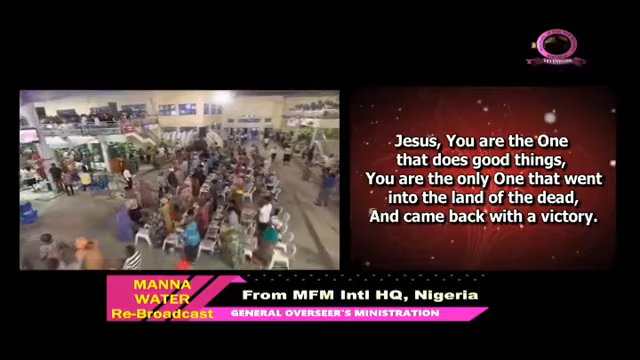 Jesus, You are the One
that does good things,
You are the only One that went
into the land of the dead,
And came back with a victory.
MANNA
WATER
Re-Broadcast
From MFM Intl HQ, Nigeria
GENERAL OVERSEER'S MINISTRATION